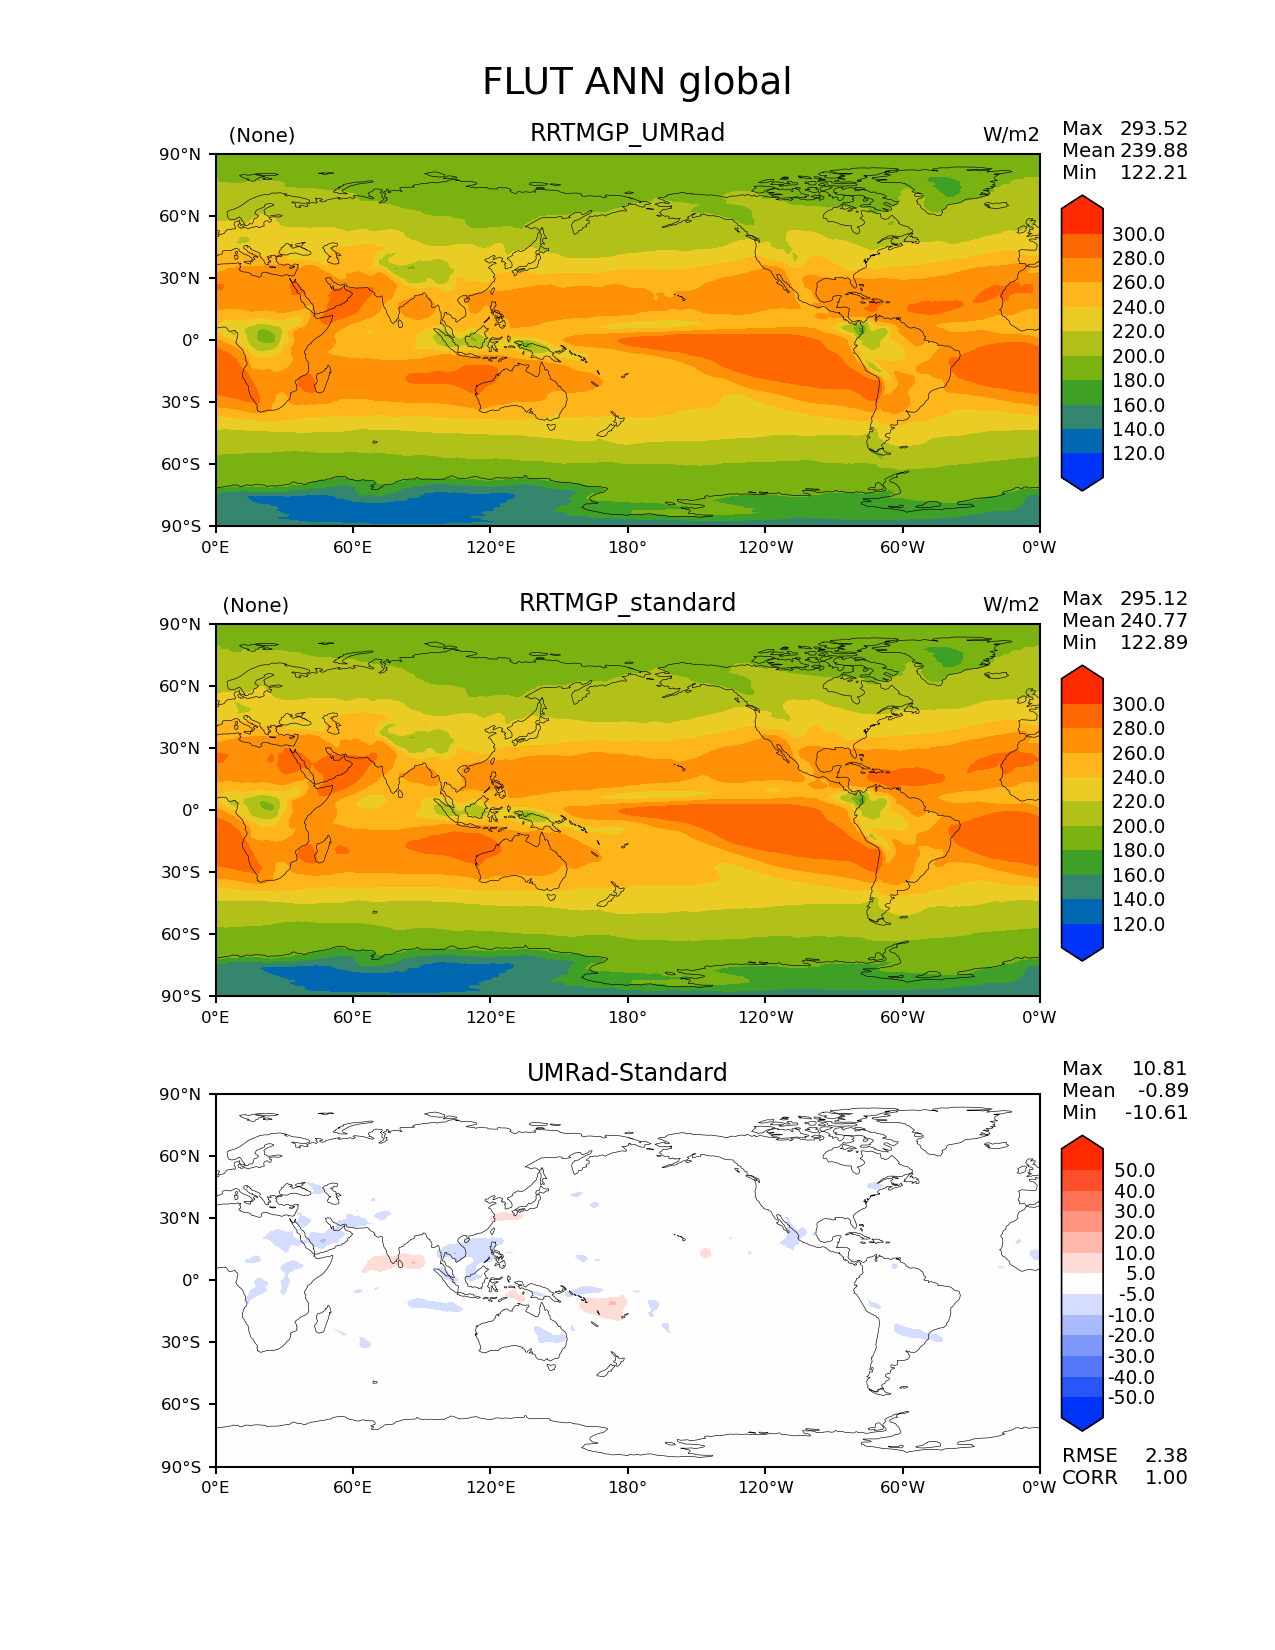 FLUT ANN global
(None) RRTMGP_UMRad W/m2
Max 293.52
Mean 239.88
Min 122.21
90°N
60°N
30°N
0°
30°S
60°S
90°S
0°E 60°E 120°E 180° 120°W 60°W 0°W
300.0
280.0
260.0
240.0
220.0
200.0
180.0
160.0
140.0
120.0
(None) RRTMGP_standard W/m2
Max 295.12
Mean 240.77
Min 122.89
90°N
60°N
30°N
0°
30°S
60°S
90°S
0°E 60°E 120°E 180° 120°W 60°W 0°W
300.0
280.0
260.0
240.0
220.0
200.0
180.0
160.0
140.0
120.0
UMRad-Standard
Max 10.81
Mean -0.89
Min -10.61
90°N
60°N
30°N
0°
30°S
60°S
90°S
0°E 60°E 120°E 180° 120°W 60°W 0°W
50.0
40.0
30.0
20.0
10.0
5.0
-5.0
-10.0
-20.0
-30.0
-40.0
-50.0
RMSE 2.38
CORR 1.00